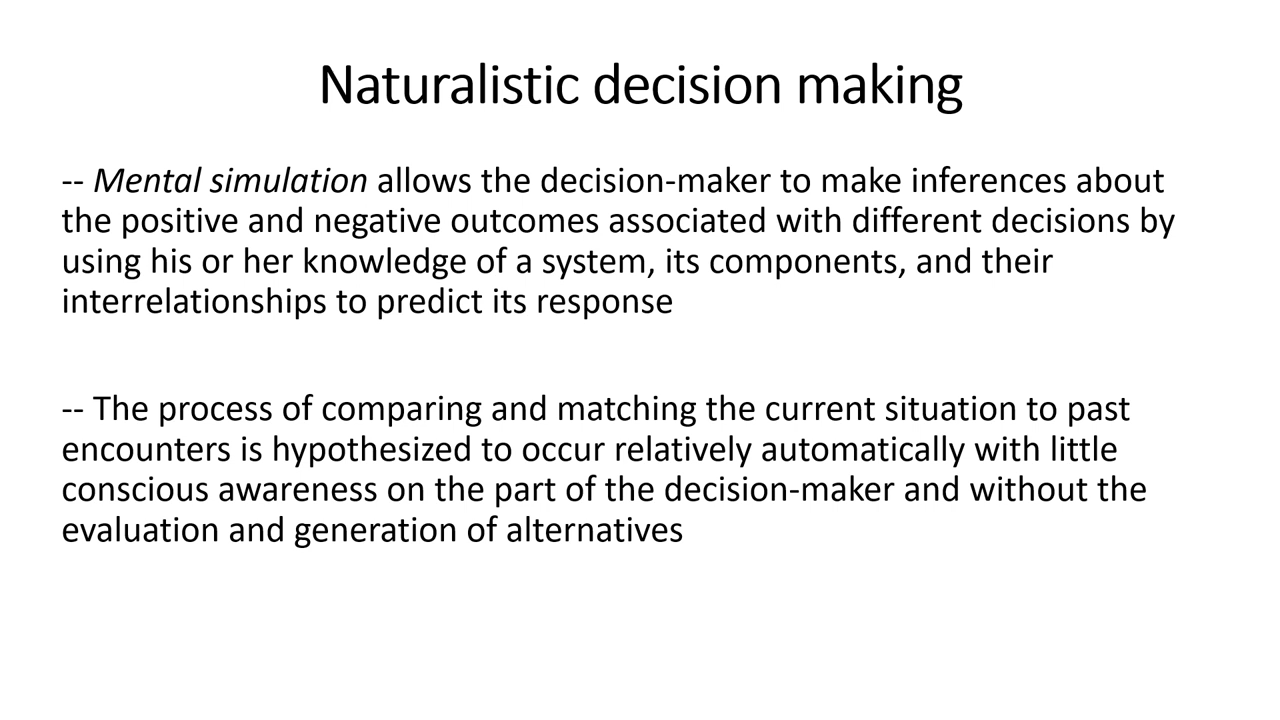 Naturalistic decision making
-- Mental simulation allows the decision-maker to make inferences about
the positive and negative outcomes associated with different decisions by
using his or her knowledge of a system, its components, and their
interrelationships to predict its response
-- The process of comparing and matching the current situation to past
encounters is hypothesized to occur relatively automatically with little
conscious awareness on the part of the decision-maker and without the
evaluation and generation of alternatives